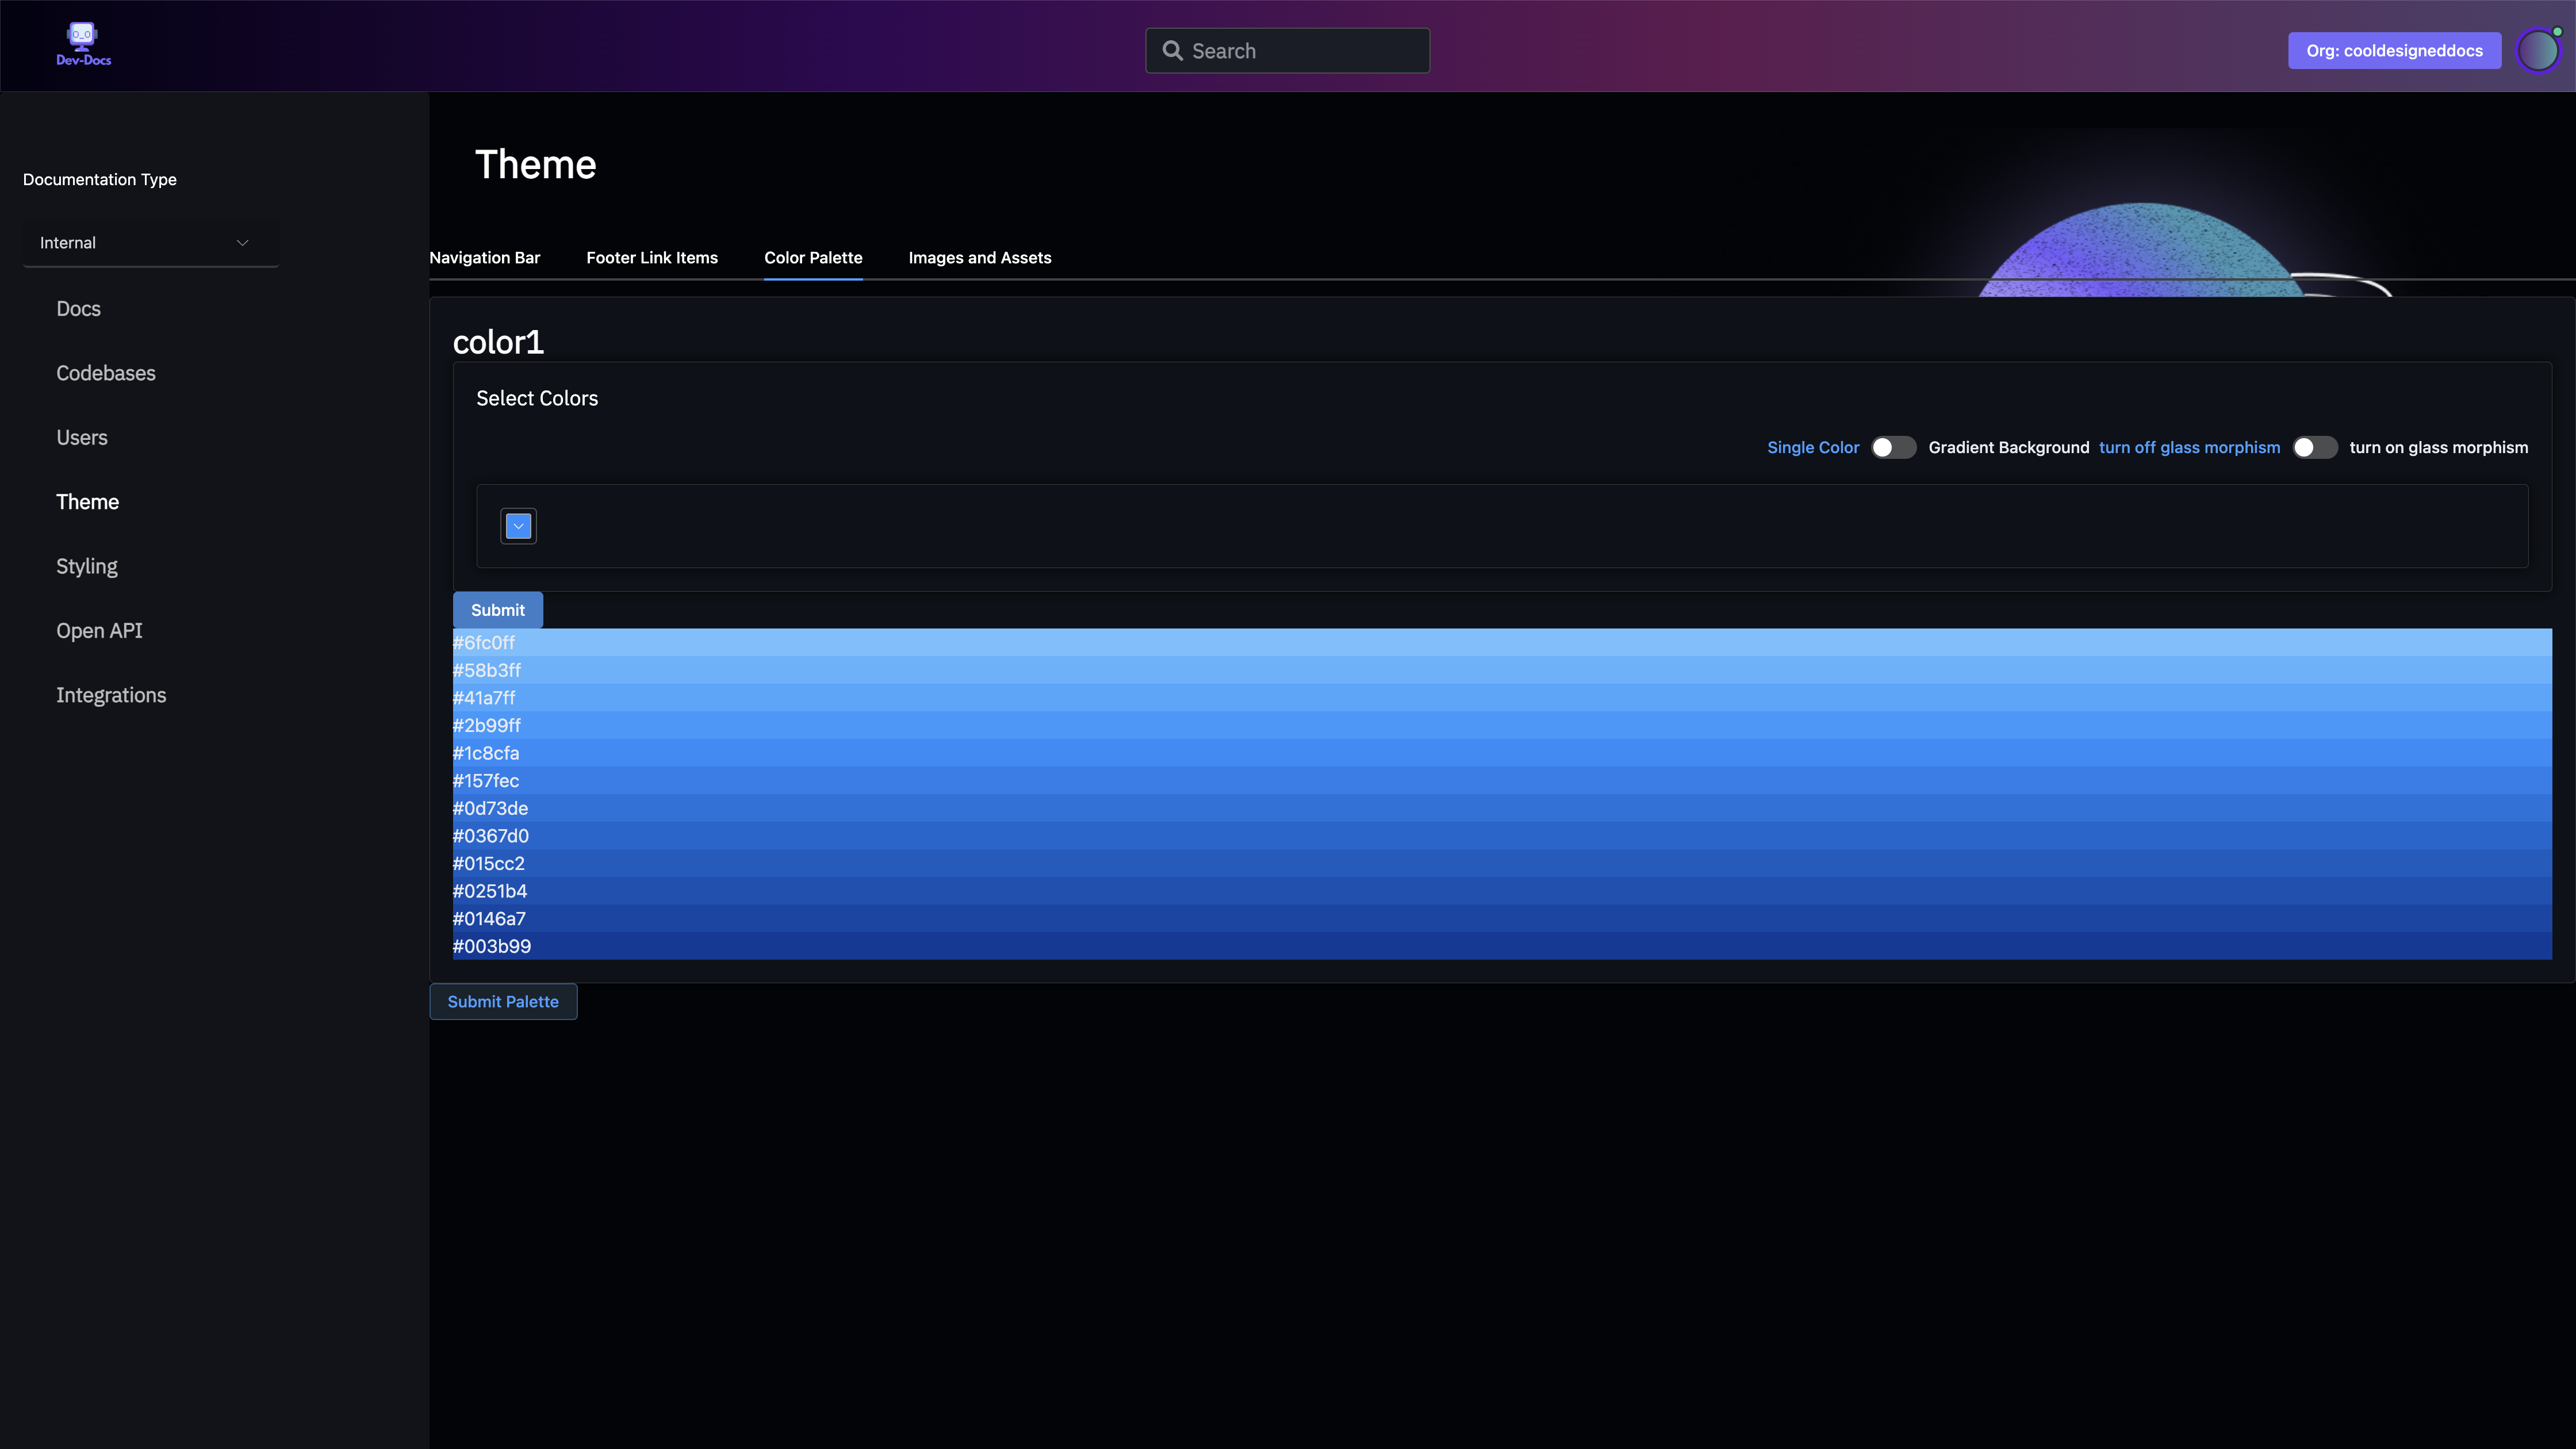 O_O
Dev-Docs
Search
Org: cooldesigneddocs
Documentation Type
Internal
Docs
Codebases
Users
Theme
Styling
Open API
Integrations
Theme
Navigation Bar Footer Link Items Color Palette Images and Assets
color1
Select Colors
Single Color Gradient Background turn off glass morphism turn on glass morphism
Submit
#6fc0ff
#58b3ff
#41a7ff
#2b99ff
#1c8cfa
#157fec
#0d73de
#0367d0
#015cc2
#0251b4
#0146a7
#003b99
Submit Palette